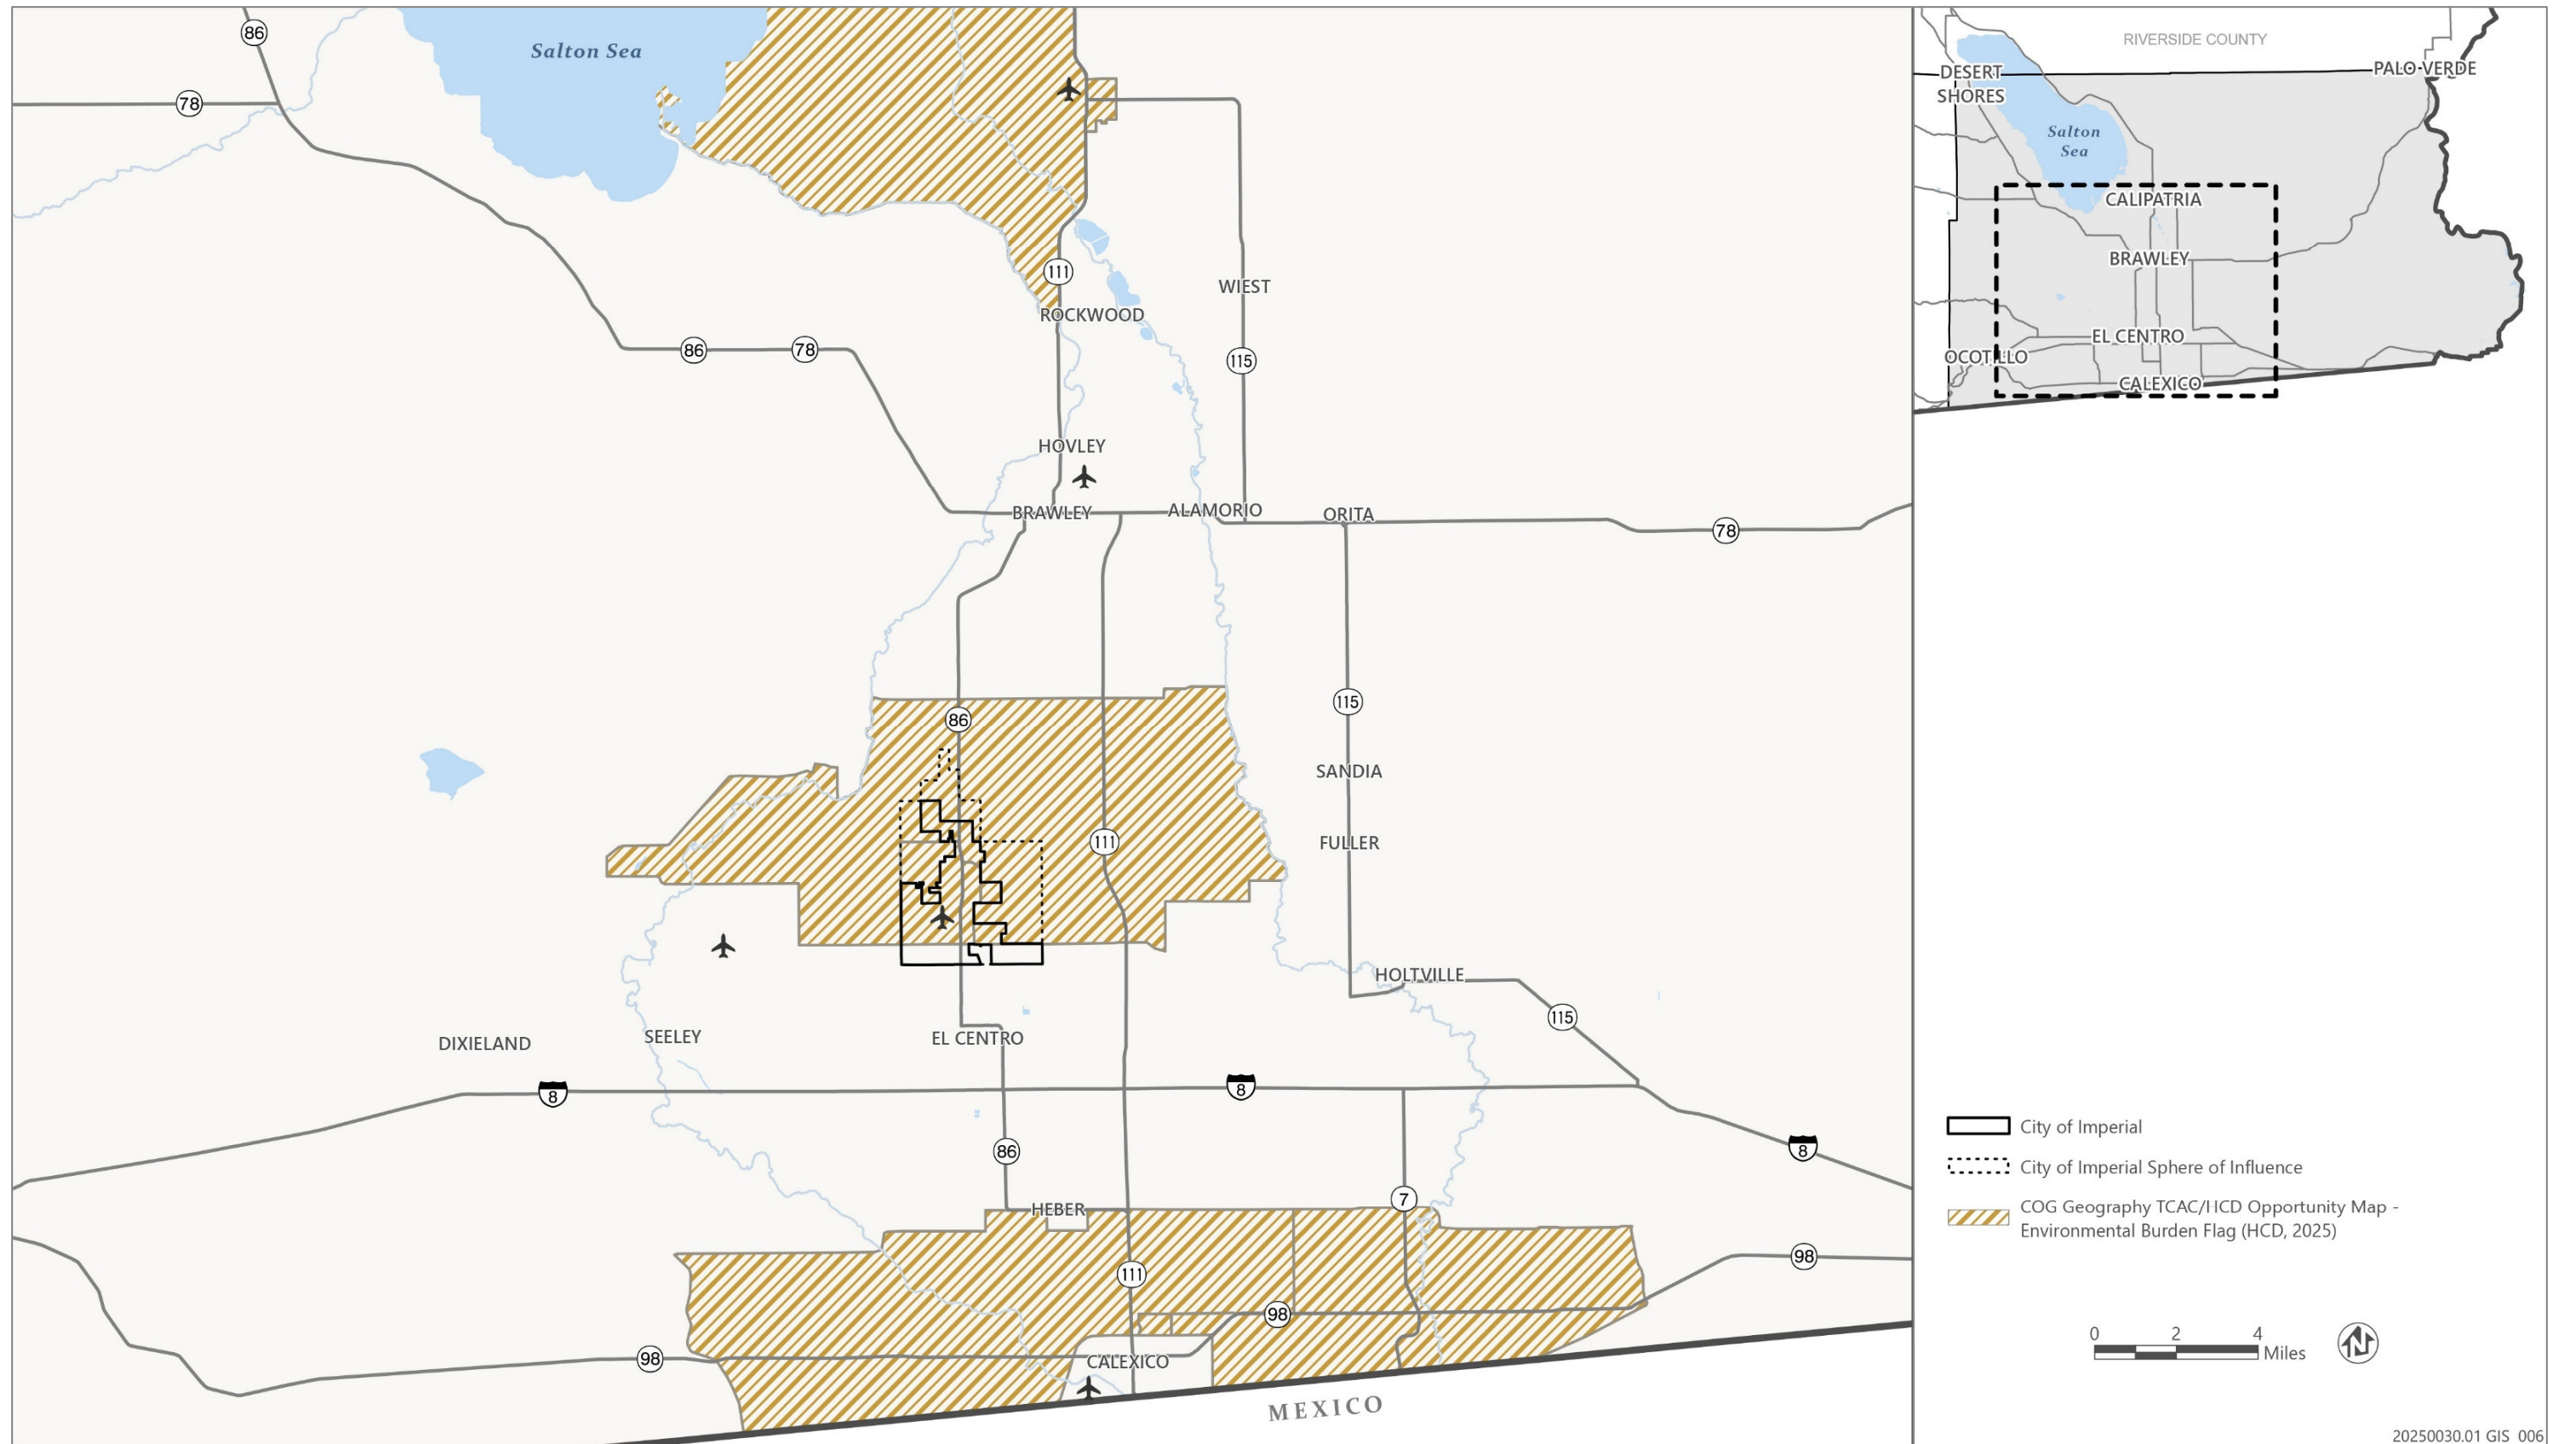 86
Salton Sea
78
111
ROCKWOOD
WIEST
86
78
115
HOVLEY
BRAWLEY
ALAMORIO
ORITA
78
115
86
SANDIA
111
FULLER
HOLTVILLE
115
DIXIELAND
SEELEY
EL CENTRO
8
8
8
86
7
HEBER
111
98
98
98
CALEXICO
MEXICO
RIVERSIDE COUNTY
DESERT
SHORES
PALO VERDE
Salton
Sea
CALIPATRIA
BRAWLEY
EL CENTRO
OCOTILLO
CALEXICO
City of Imperial
City of Imperial Sphere of Influence
COG Geography TCAC/HCD Opportunity Map -
Environmental Burden Flag (HCD, 2025)
0 2 4
Miles
N
20250030.01 GIS 006